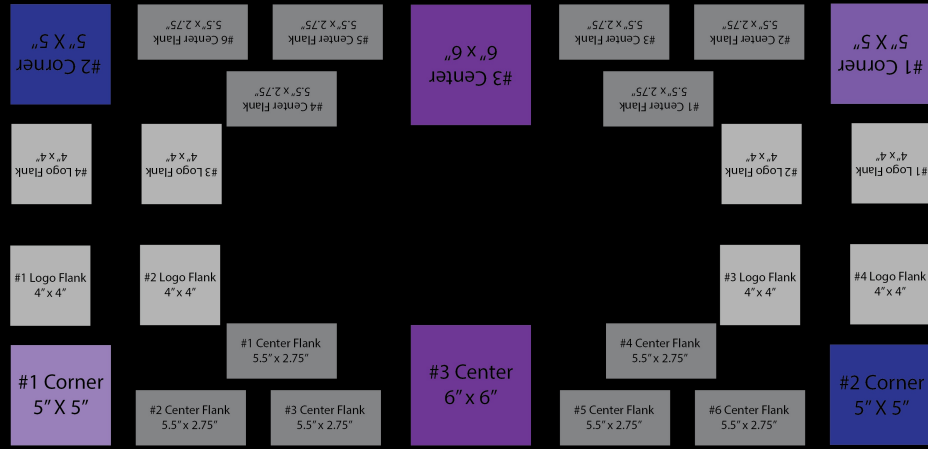 #2 Corner
5” X 5”
#6 Center Flank
5.5” x 2.75”
#5 Center Flank
5.5” x 2.75”
#4 Center Flank
5.5” x 2.75”
#3 Center
6” x 6”
#3 Center Flank
5.5” x 2.75”
#2 Center Flank
5.5” x 2.75”
#1 Center Flank
5.5” x 2.75”
#1 Corner
5” X 5”
#4 Logo Flank
4” x 4”
#3 Logo Flank
4” x 4”
#2 Logo Flank
4” x 4”
#1 Logo Flank
4” x 4”
#1 Logo Flank
4” x 4”
#2 Logo Flank
4” x 4”
#3 Logo Flank
4” x 4”
#4 Logo Flank
4” x 4”
#1 Corner
5” X 5”
#1 Center Flank
5.5” x 2.75”
#2 Center Flank
5.5” x 2.75”
#3 Center Flank
5.5” x 2.75”
#3 Center
6” x 6”
#4 Center Flank
5.5” x 2.75”
#5 Center Flank
5.5” x 2.75”
#6 Center Flank
5.5” x 2.75”
#2 Corner
5” X 5”